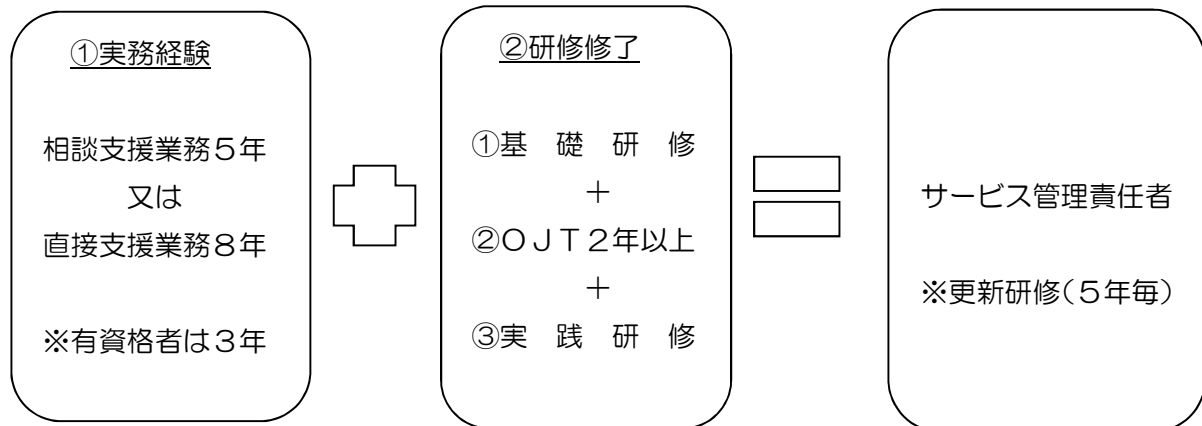 ①実務経験
相談支援業務５年
又は
直接支援業務８年
※有資格者は３年
②研修修了
①基　礎　研　修
＋
②ＯＪＴ２年以上
＋
③実　践　研　修
サービス管理責任者
※更新研修（５年毎）